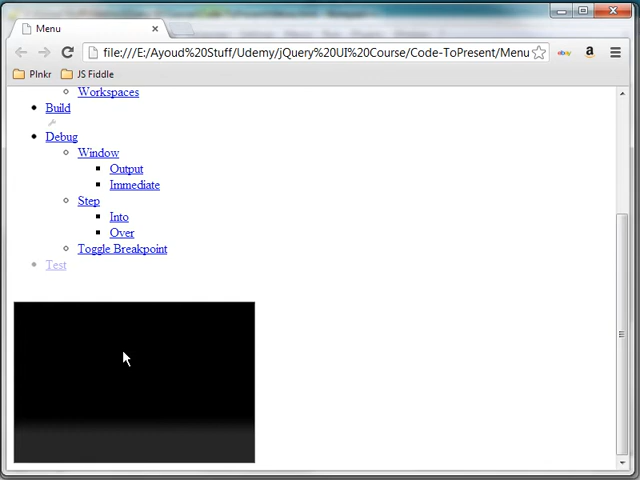 Menu
file:///E:/Ayoud%20Stuff/Udemy/jQuery%20UI%20Course/Code-ToPresent/Menu
ebay
a
Plnkr
JS Fiddle
Workspaces
Build
Debug
Window
Output
Immediate
Step
Into
Over
Toggle Breakpoint
Test